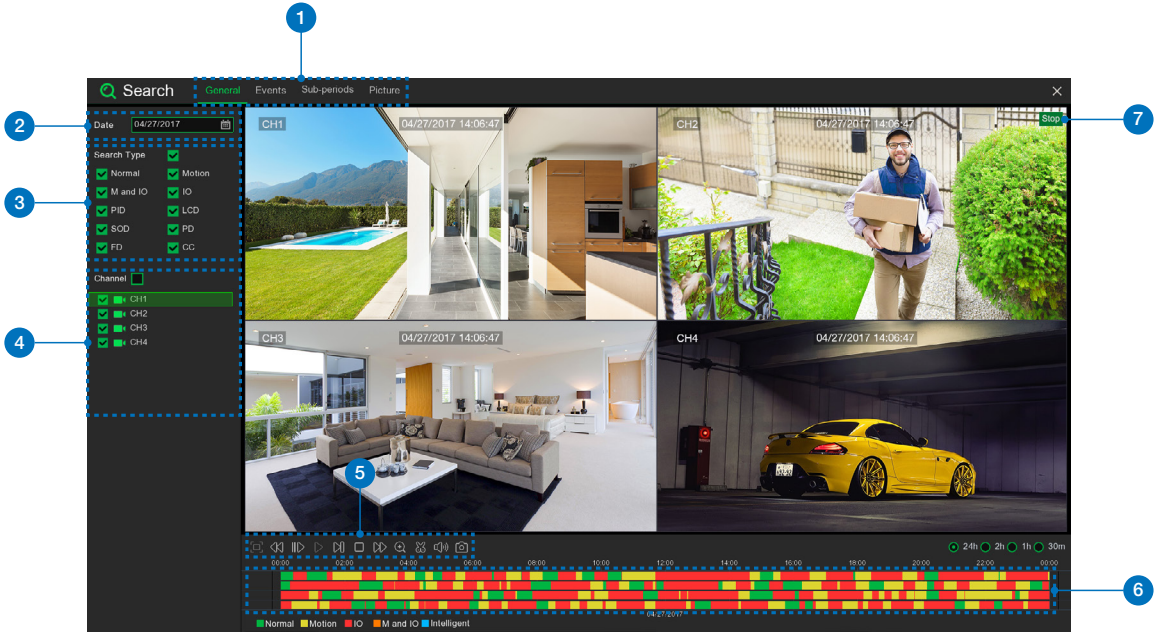 1
Search General Events Sub-periods Picture
2
Date 04/27/2017
CH1 04/27/2017 14:06:47
CH2 04/27/2017 14:06:47
Stop
7
Search Type
Normal Motion
3
M and IO IO
PID LCD
SOD PD
FD CC
Channel
CH1
CH2
CH3
CH4
4
CH3 04/27/2017 14:06:47
CH4 04/27/2017 14:06:47
5
24h 2h 1h 30m
00:00 02:00 04:00 06:00 08:00 10:00 12:00 14:00 16:00 18:00 20:00 22:00 00:00
6
04/27/2017
Normal Motion IO M and IO Intelligent